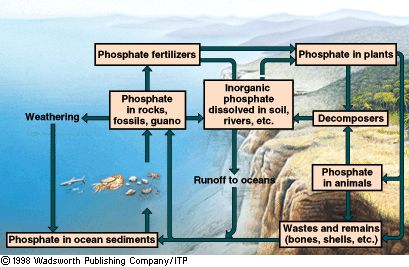 Phosphate fertilizers
Phosphate in plants
Phosphate
in rocks,
fossils, guano
Inorganic
phosphate
dissolved in soil,
rivers, etc.
Weathering
Decomposers
Phosphate
in animals
Runoff to oceans
Wastes and remains
(bones, shells, etc.)
Phosphate in ocean sediments
© 1998 Wadsworth Publishing Company/ITP